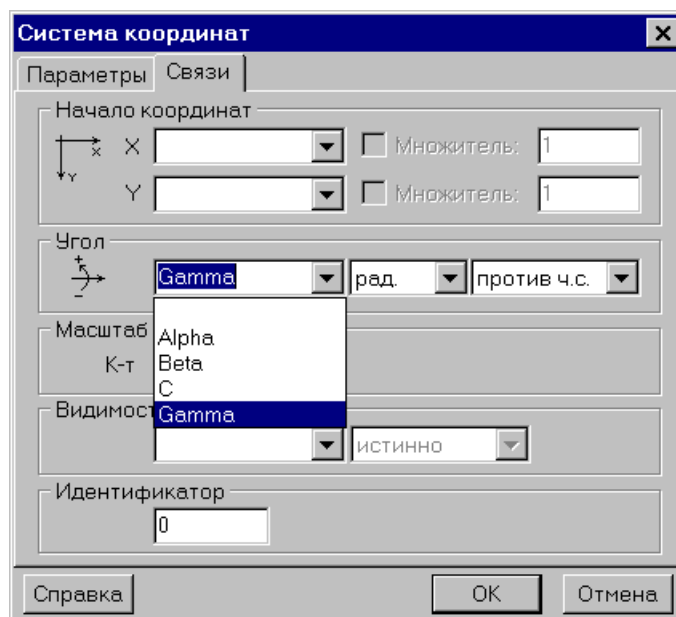 Система координат
Параметры Связи
Начало координат
X Множитель: 1
Y Множитель: 1
Угол
Gamma рад. против ч.с.
Масштаб
Alpha
К-т Beta
C
Gamma
Видимост
истинно
Идентификатор
0
Справка OK Отмена